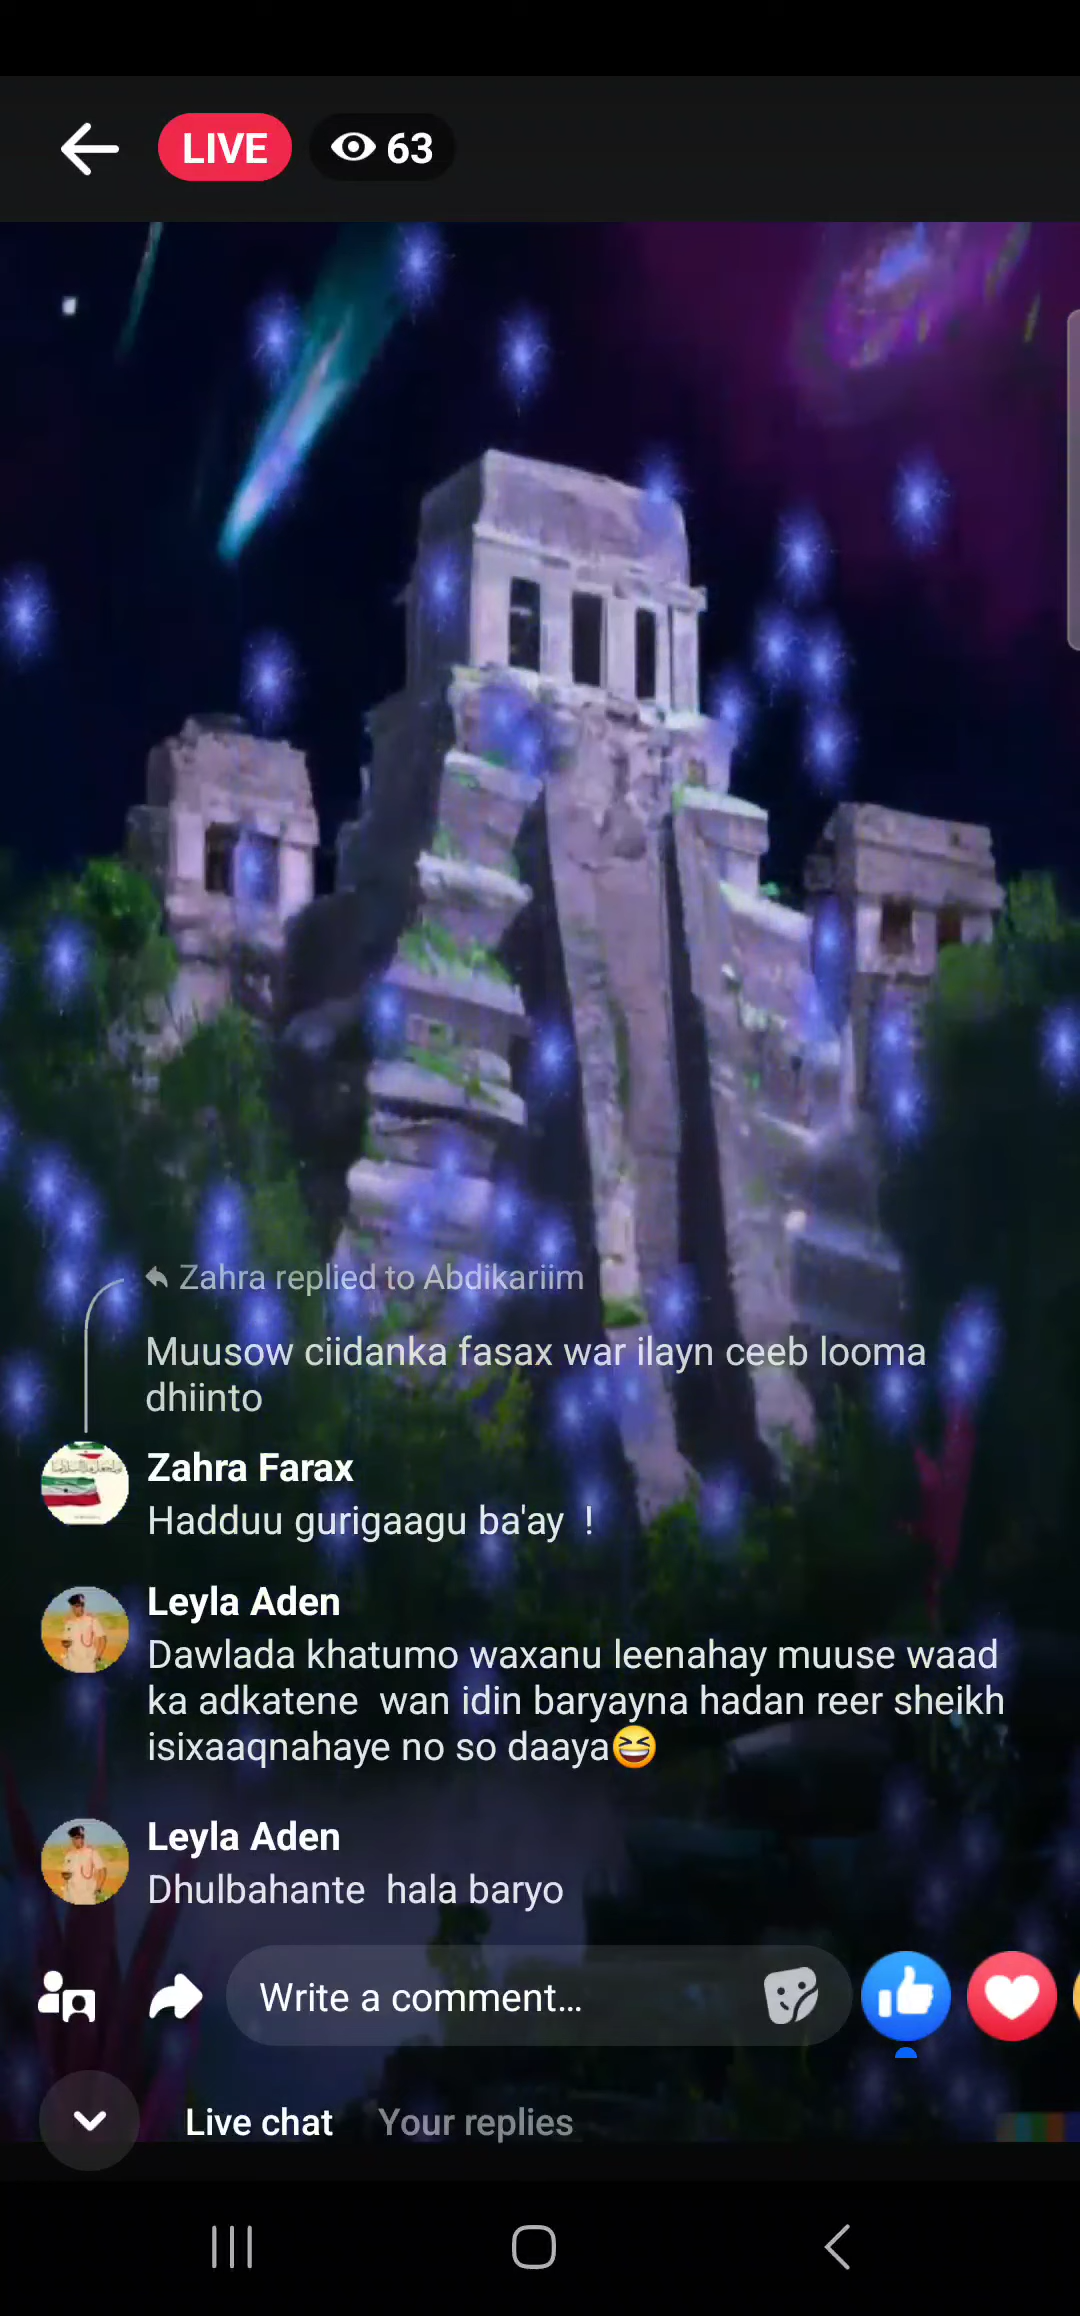 LIVE 63
Zahra replied to Abdikariim
Muusow ciidanka fasax war ilayn ceeb looma
dhiinto
Zahra Farax
Hadduu gurigaagu ba'ay  !
Leyla Aden
Dawlada khatumo waxanu leenahay muuse waad
ka adkatene  wan idin baryayna hadan reer sheikh
isixaaqnahaye no so daaya😆
Leyla Aden
Dhulbahante  hala baryo
Write a comment...
Live chat Your replies